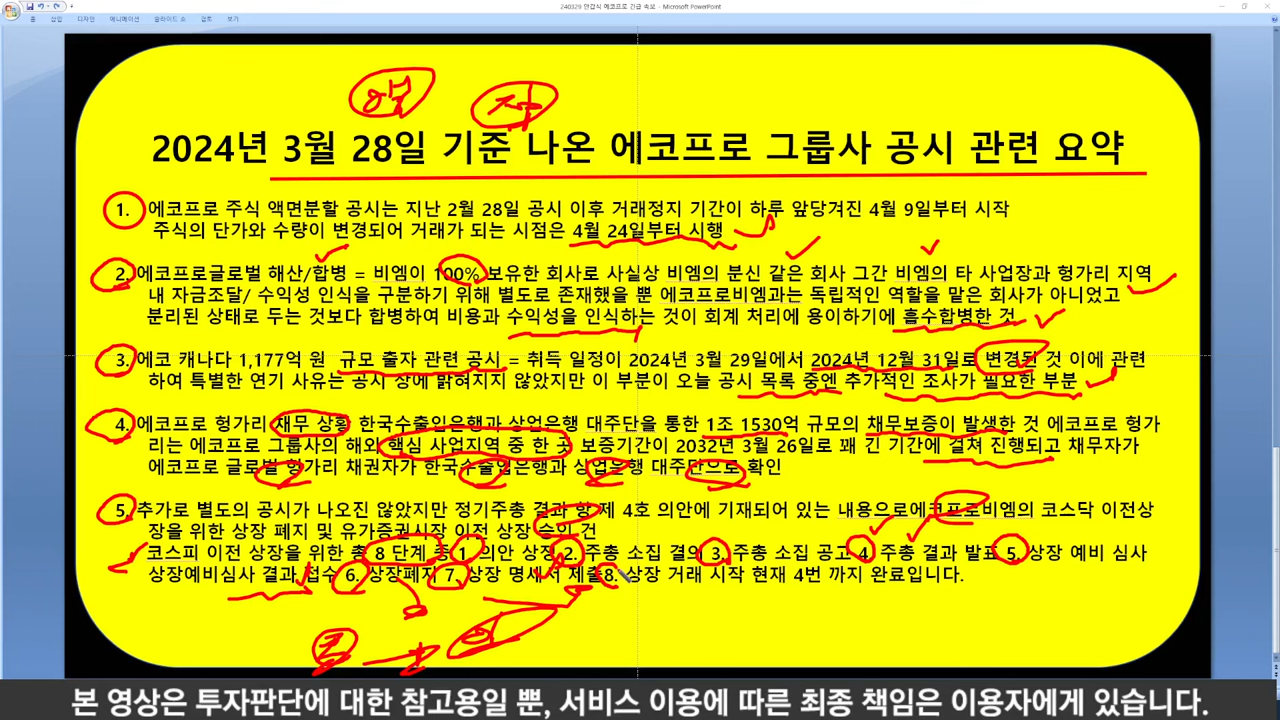 240329 안겹식 에코프로 긴급 속보 - Microsoft PowerPoint
홈 삽입 디자인 애니메이션 슬라이드 쇼 검토 보기
2024년 3월 28일 기준 나온 에코프로 그룹사 공시 관련 요약
1. 에코프로 주식 액면분할 공시는 지난 2월 28일 공시 이후 거래정지 기간이 하루 앞당겨진 4월 9일부터 시작
주식의 단가와 수량이 변경되어 거래가 되는 시점은 4월 24일부터 시행
2. 에코프로글로벌 해산/합병 = 비엠이 100% 보유한 회사로 사실상 비엠의 분신 같은 회사 그간 비엠의 타 사업장과 헝가리 지역
내 자금조달/ 수익성 인식을 구분하기 위해 별도로 존재했을 뿐 에코프로비엠과는 독립적인 역할을 맡은 회사가 아니었고
분리된 상태로 두는 것보다 합병하여 비용과 수익성을 인식하는 것이 회계 처리에 용이하기에 흡수합병한 것
3. 에코 캐나다 1,177억 원 규모 출자 관련 공시 = 취득 일정이 2024년 3월 29일에서 2024년 12월 31일로 변경된 것 이에 관련
하여 특별한 연기 사유는 공시 상에 밝혀지지 않았지만 이 부분이 오늘 공시 목록 중엔 추가적인 조사가 필요한 부분
4. 에코프로 헝가리 채무 상황 한국수출입은행과 상업은행 대주단을 통한 1조 1530억 규모의 채무보증이 발생한 것 에코프로 헝가
리는 에코프로 그룹사의 해외 핵심 사업지역 중 한 곳 보증기간이 2032년 3월 26일로 꽤 긴 기간에 걸쳐 진행되고 채무자가
에코프로 글로벌 헝가리 채권자가 한국수출입은행과 상업은행 대주단으로 확인
5. 추가로 별도의 공시가 나오진 않았지만 정기주총 결과 항 제 4호 의안에 기재되어 있는 내용으로에코프로비엠의 코스닥 이전상
장을 위한 상장 폐지 및 유가증권시장 이전 상장 승인 건
코스피 이전 상장을 위한 총 8 단계 중 1. 의안 상정 2. 주총 소집 결의 3. 주총 소집 공고 4. 주총 결과 발표 5. 상장 예비 심사
상장예비심사 결과 접수 6. 상장폐지 7. 상장 명세서 제출8. 상장 거래 시작 현재 4번 까지 완료입니다.
본 영상은 투자판단에 대한 참고용일 뿐, 서비스 이용에 따른 최종 책임은 이용자에게 있습니다.